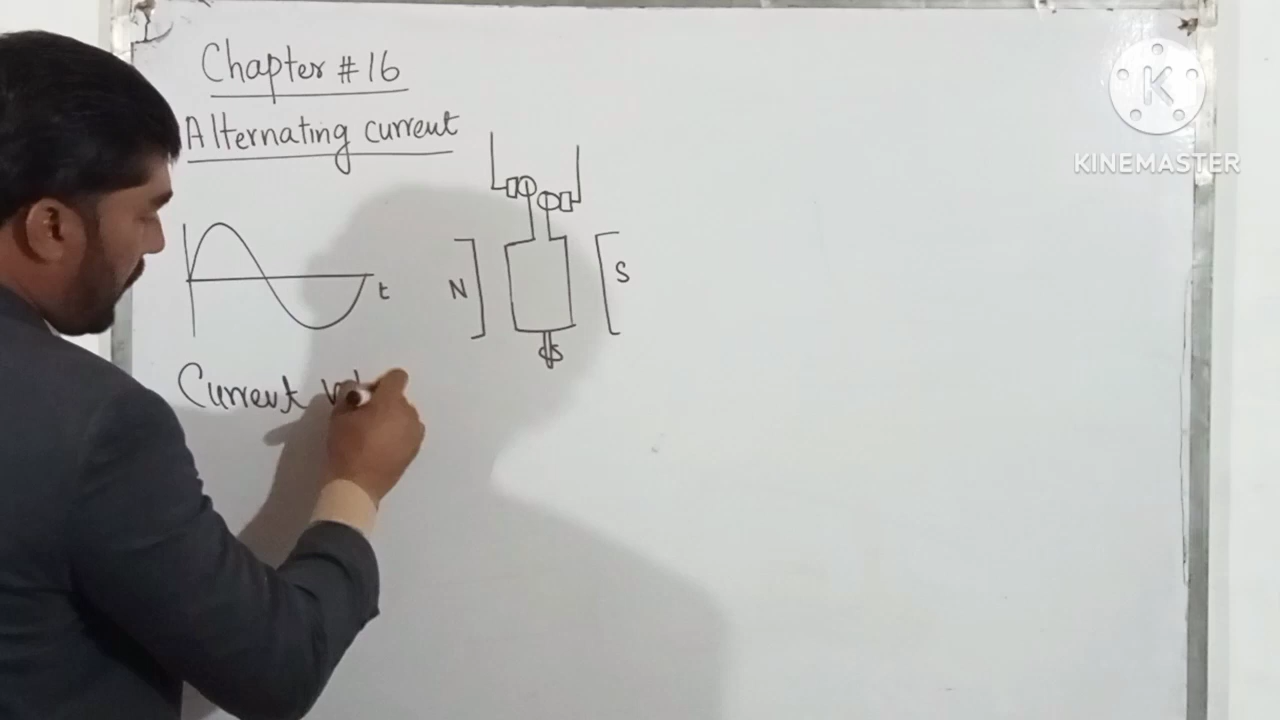 Chapter # 16
Alternating current
t
N
S
Current
K
KINEMASTER